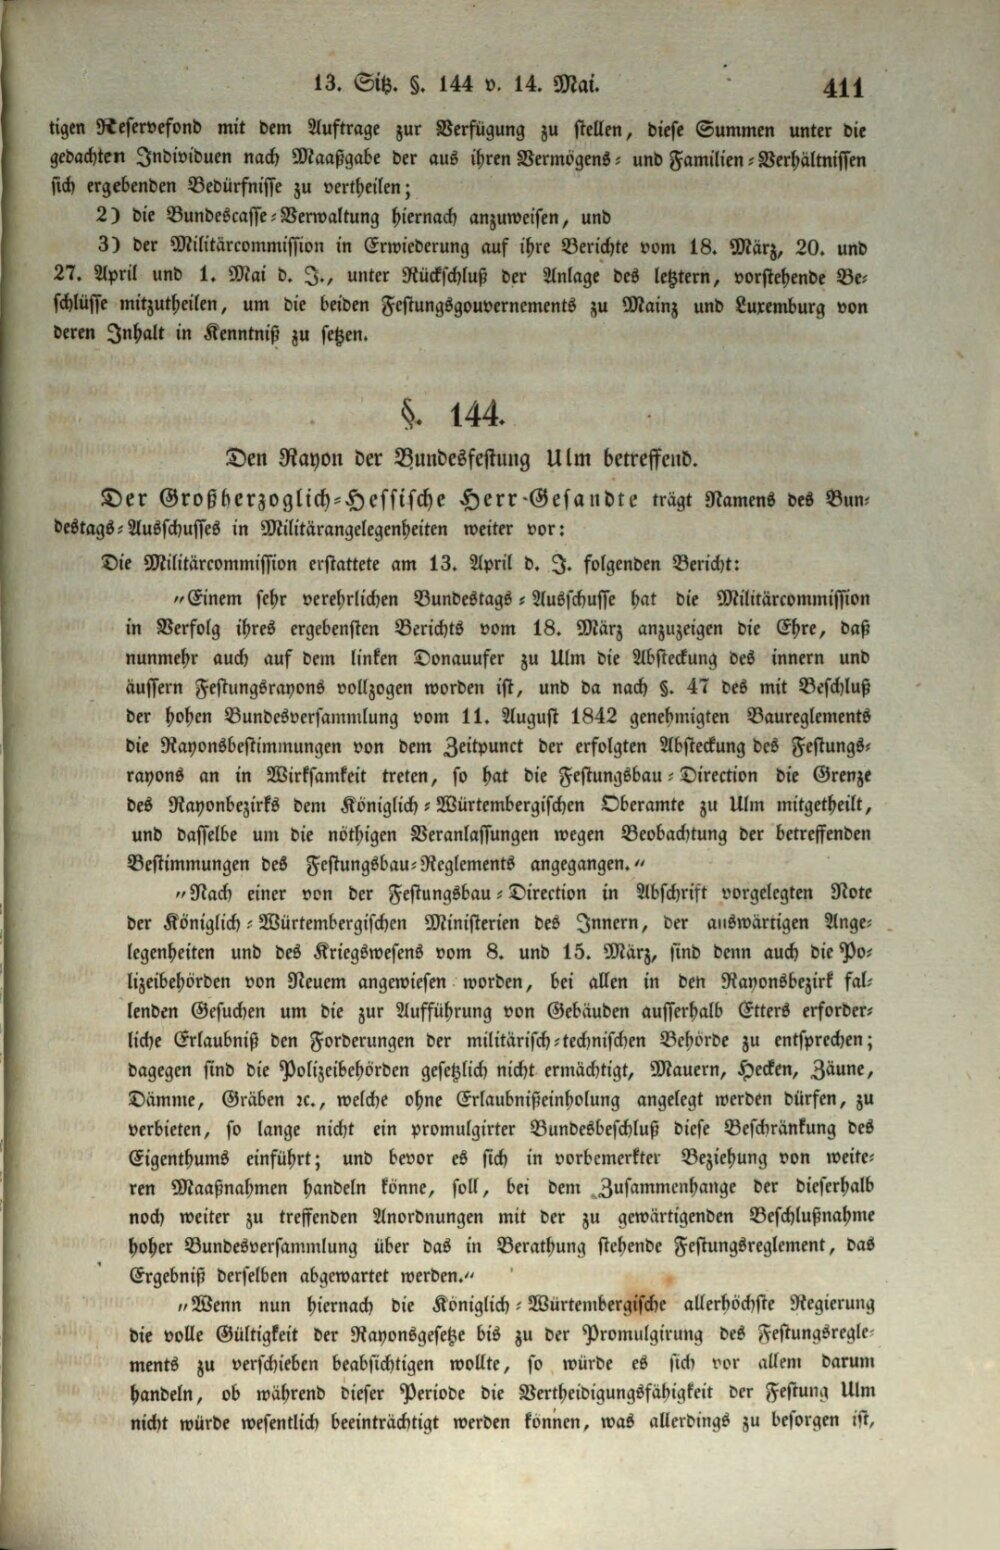 13. Sitz. §. 144 v. 14. Mai. 411
tigen Reservefond mit dem Auftrage zur Verfügung zu stellen, diese Summen unter die
gedachten Individuen nach Maaßgabe der aus ihren Vermögens- und Familien-Verhältnissen
sich ergebenden Bedürfnisse zu vertheilen;
2) die Bundescasse-Verwaltung hiernach anzuweisen, und
3) der Militärcommission in Erwiederung auf ihre Berichte vom 18. März, 20. und
27. April und 1. Mai d. J., unter Rückschluß der Anlage des letztern, vorstehende Be-
schlüsse mitzutheilen, um die beiden Festungsgouvernements zu Mainz und Luxemburg von
deren Inhalt in Kenntniß zu setzen.
§. 144.
Den Rayon der Bundesfestung Ulm betreffend.
Der Großherzoglich-Hessische Herr-Gesandte trägt Namens des Bun-
destags-Ausschusses in Militärangelegenheiten weiter vor:
Die Militärcommission erstattete am 13. April d. J. folgenden Bericht:
„Einem sehr verehrlichen Bundestags-Ausschusse hat die Militärcommission
in Verfolg ihres ergebensten Berichts vom 18. März anzuzeigen die Ehre, daß
nunmehr auch auf dem linken Donauufer zu Ulm die Absteckung des innern und
äussern Festungsrayons vollzogen worden ist, und da nach §. 47 des mit Beschluß
der hohen Bundesversammlung vom 11. August 1842 genehmigten Baureglements
die Rayonsbestimmungen von dem Zeitpunct der erfolgten Absteckung des Festungs-
rayons an in Wirksamkeit treten, so hat die Festungsbau-Direction die Grenze
des Rayonbezirks dem Königlich-Würtembergischen Oberamte zu Ulm mitgetheilt,
und dasselbe um die nöthigen Veranlassungen wegen Beobachtung der betreffenden
Bestimmungen des Festungsbau-Reglements angegangen.“
„Nach einer von der Festungsbau-Direction in Abschrift vorgelegten Note
der Königlich-Würtembergischen Ministerien des Innern, der auswärtigen Ange-
legenheiten und des Kriegswesens vom 8. und 15. März, sind denn auch die Po-
lizeibehörden von Neuem angewiesen worden, bei allen in den Rayonsbezirk fal-
lenden Gesuchen um die zur Aufführung von Gebäuden ausserhalb Etters erforder-
liche Erlaubniß den Forderungen der militärisch-technischen Behörde zu entsprechen;
dagegen sind die Polizeibehörden gesetzlich nicht ermächtigt, Mauern, Hecken, Zäune,
Dämme, Gräben ꝛc., welche ohne Erlaubnißeinholung angelegt werden dürfen, zu
verbieten, so lange nicht ein promulgirter Bundesbeschluß diese Beschränkung des
Eigenthums einführt; und bevor es sich in vorbemerkter Beziehung von weite-
ren Maaßnahmen handeln könne, soll, bei dem Zusammenhange der dieserhalb
noch weiter zu treffenden Anordnungen mit der zu gewärtigenden Beschlußnahme
hoher Bundesversammlung über das in Berathung stehende Festungsreglement, das
Ergebniß derselben abgewartet werden.“
„Wenn nun hiernach die Königlich-Würtembergische allerhöchste Regierung
die volle Gültigkeit der Rayonsgesetze bis zu der Promulgirung des Festungsregle-
ments zu verschieben beabsichtigen wollte, so würde es sich vor allem darum
handeln, ob während dieser Periode die Vertheidigungsfähigkeit der Festung Ulm
nicht würde wesentlich beeinträchtigt werden können, was allerdings zu besorgen ist,